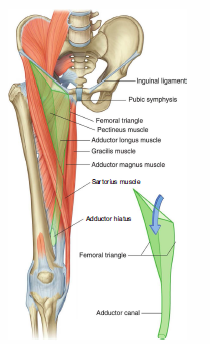 Inguinal ligament
Pubic symphysis
Femoral triangle
Pectineus muscle
Adductor longus muscle
Gracilis muscle
Adductor magnus muscle
Sartorius muscle
Adductor hiatus
Femoral triangle
Adductor canal